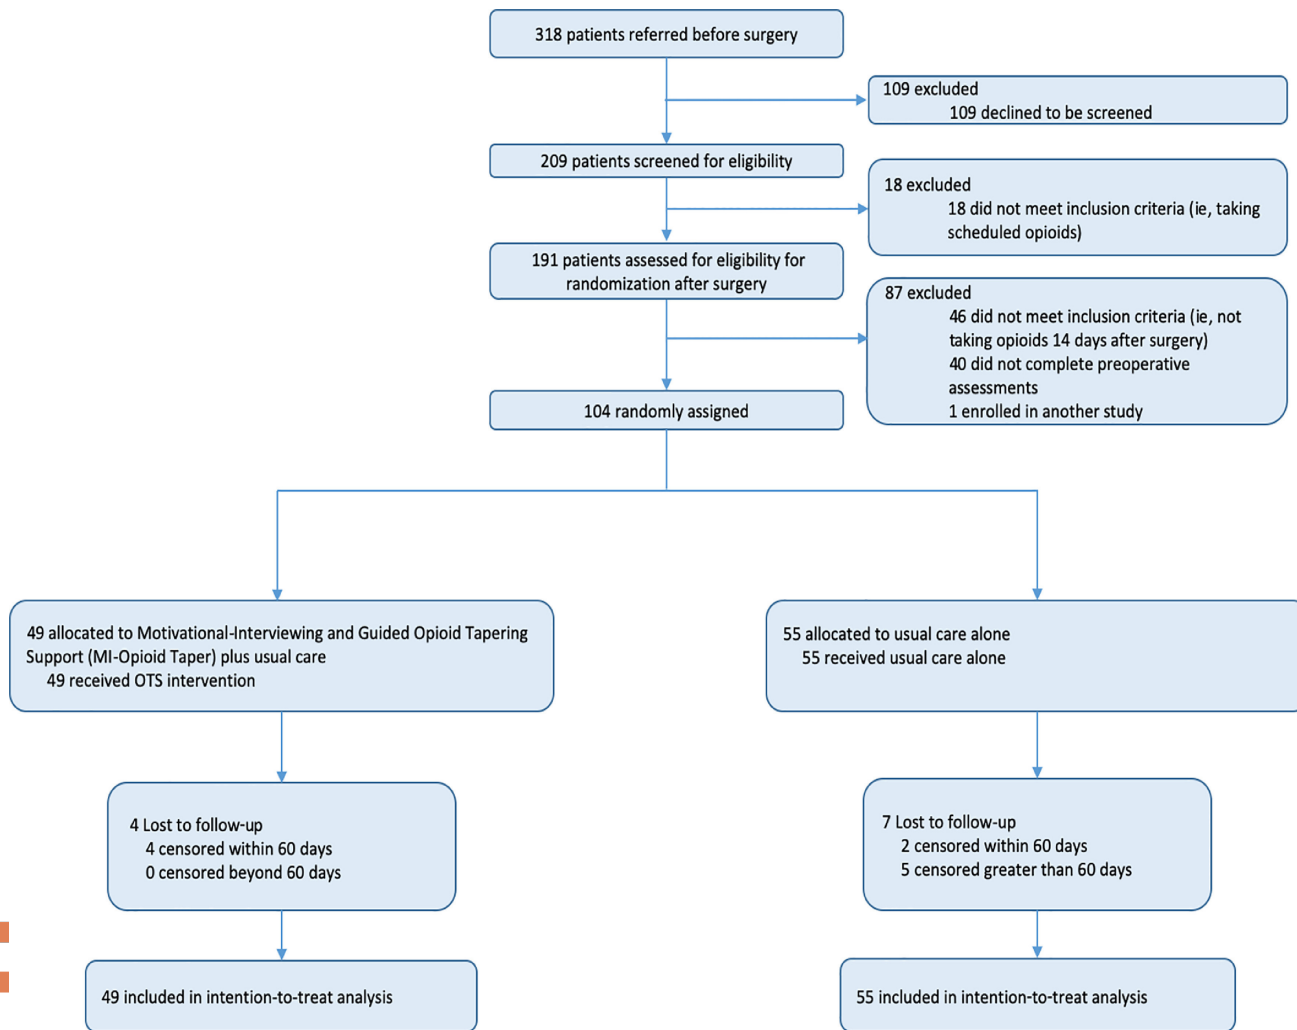 318 patients referred before surgery
109 excluded
109 declined to be screened
209 patients screened for eligibility
18 excluded
18 did not meet inclusion criteria (ie, taking
scheduled opioids)
191 patients assessed for eligibility for
randomization after surgery
87 excluded
46 did not meet inclusion criteria (ie, not
taking opioids 14 days after surgery)
40 did not complete preoperative
assessments
1 enrolled in another study
104 randomly assigned
49 allocated to Motivational-Interviewing and Guided Opioid Tapering
Support (MI-Opioid Taper) plus usual care
49 received OTS intervention
55 allocated to usual care alone
55 received usual care alone
4 Lost to follow-up
4 censored within 60 days
0 censored beyond 60 days
7 Lost to follow-up
2 censored within 60 days
5 censored greater than 60 days
49 included in intention-to-treat analysis
55 included in intention-to-treat analysis